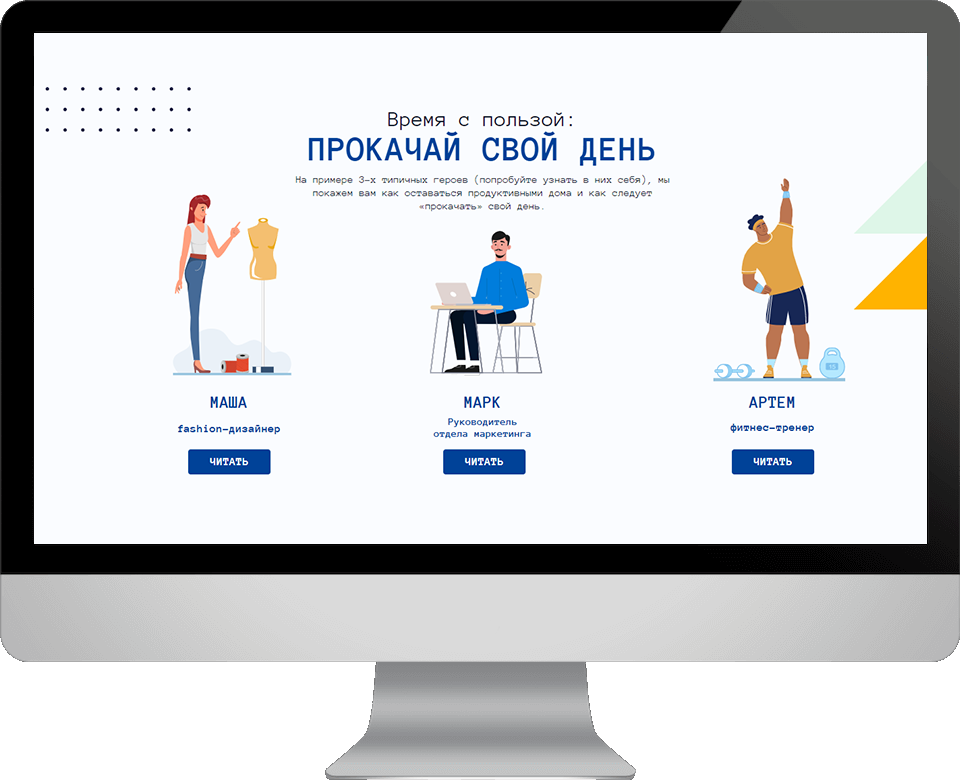 Время с пользой:
ПРОКАЧАЙ СВОЙ ДЕНЬ
На примере 3-х типичных героев (попробуйте узнать в них себя), мы
покажем вам как оставаться продуктивными дома и как следует
«прокачать» свой день.
МАША
fashion-дизайнер
ЧИТАТЬ
МАРК
Руководитель
отдела маркетинга
ЧИТАТЬ
АРТЕМ
фитнес-тренер
ЧИТАТЬ